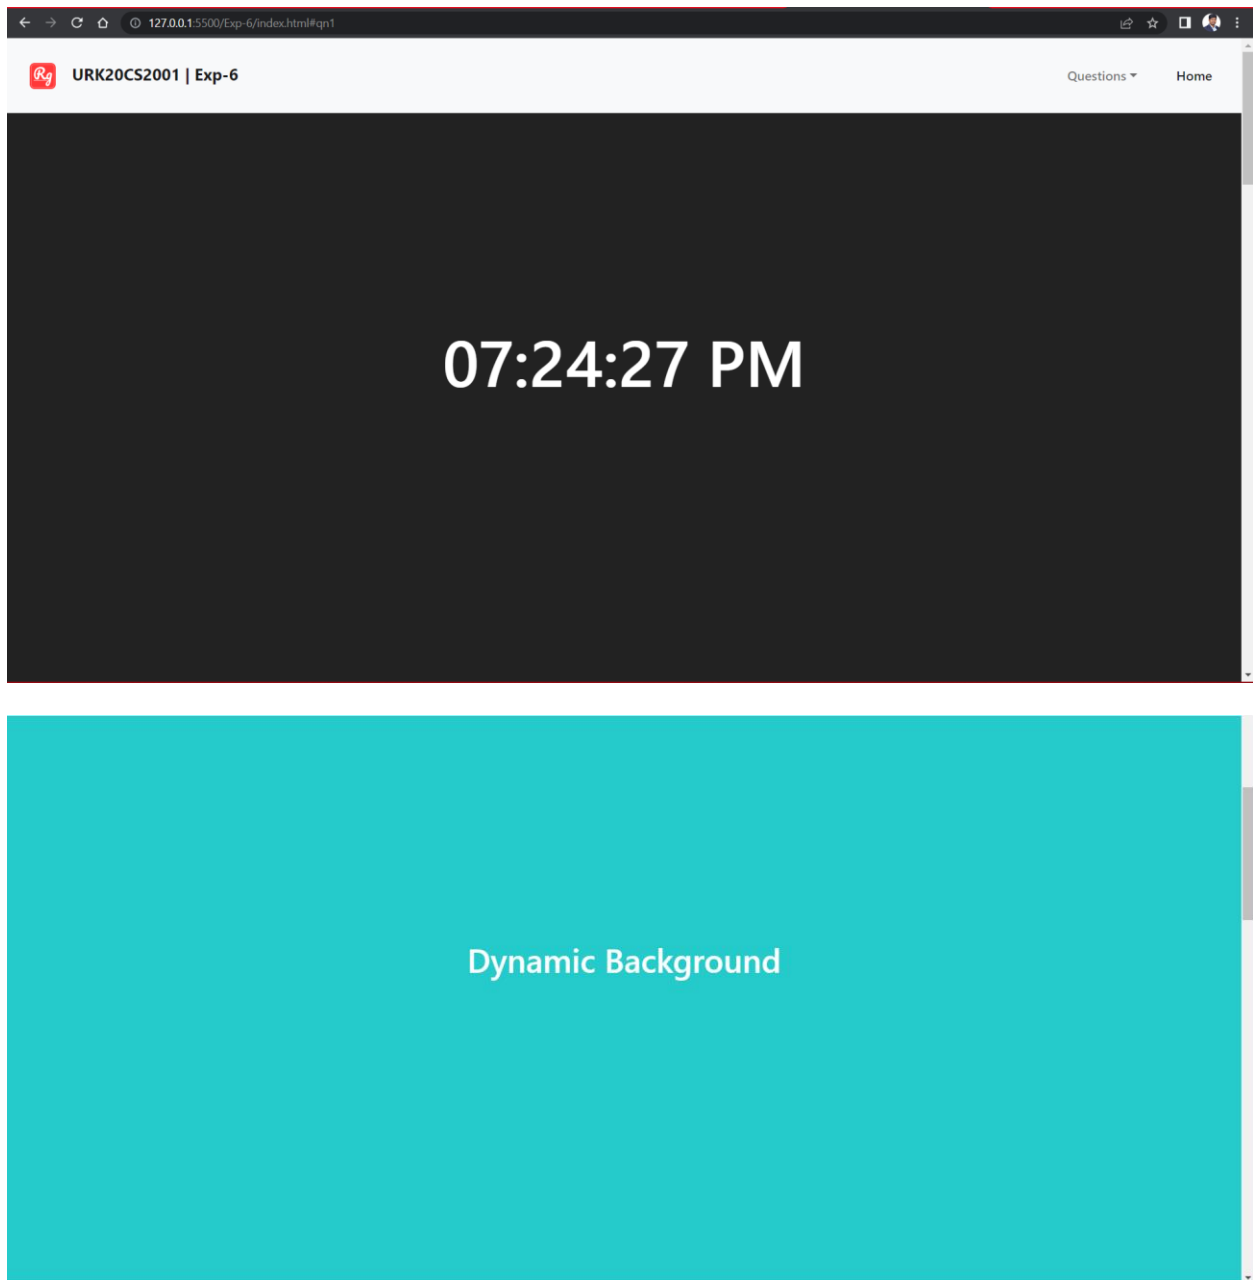 127.0.0.1:5500/Exp-6/index.html#qn1
Rg URK20CS2001 | Exp-6 Questions Home
07:24:27 PM
Dynamic Background